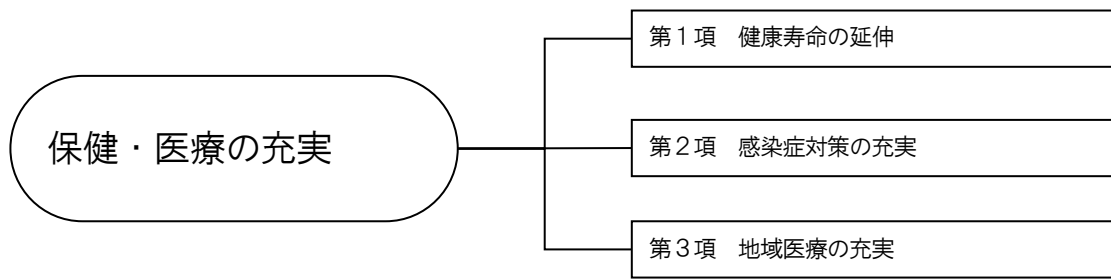 保健・医療の充実
第1項　健康寿命の延伸
第2項　感染症対策の充実
第3項　地域医療の充実